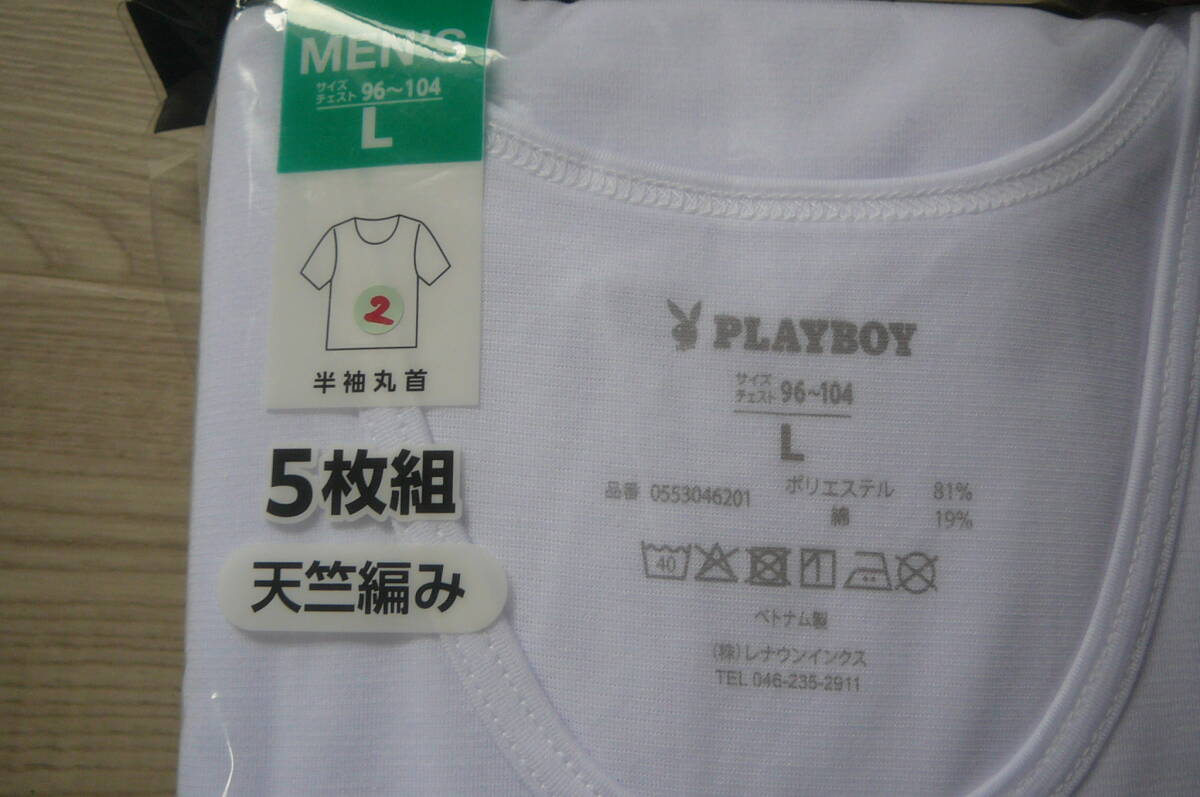 MEN'S
サイズ
チェスト 96～104
L
2
半袖丸首
5枚組
天竺編み
PLAYBOY
サイズ
チェスト 96～104
L
品番 0553046201 ポリエステル 81%
綿 19%
40
ベトナム製
(株)レナウンインクス
TEL 046-235-2911